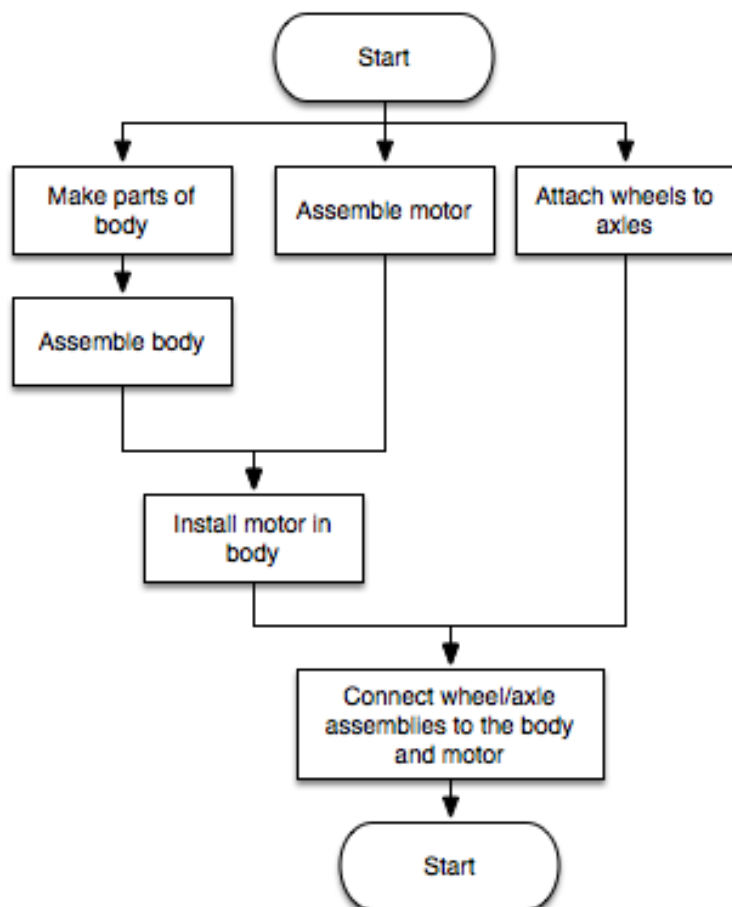 Start
Make parts of
body
Assemble motor
Attach wheels to
axles
Assemble body
Install motor in
body
Connect wheel/axle
assemblies to the body
and motor
Start